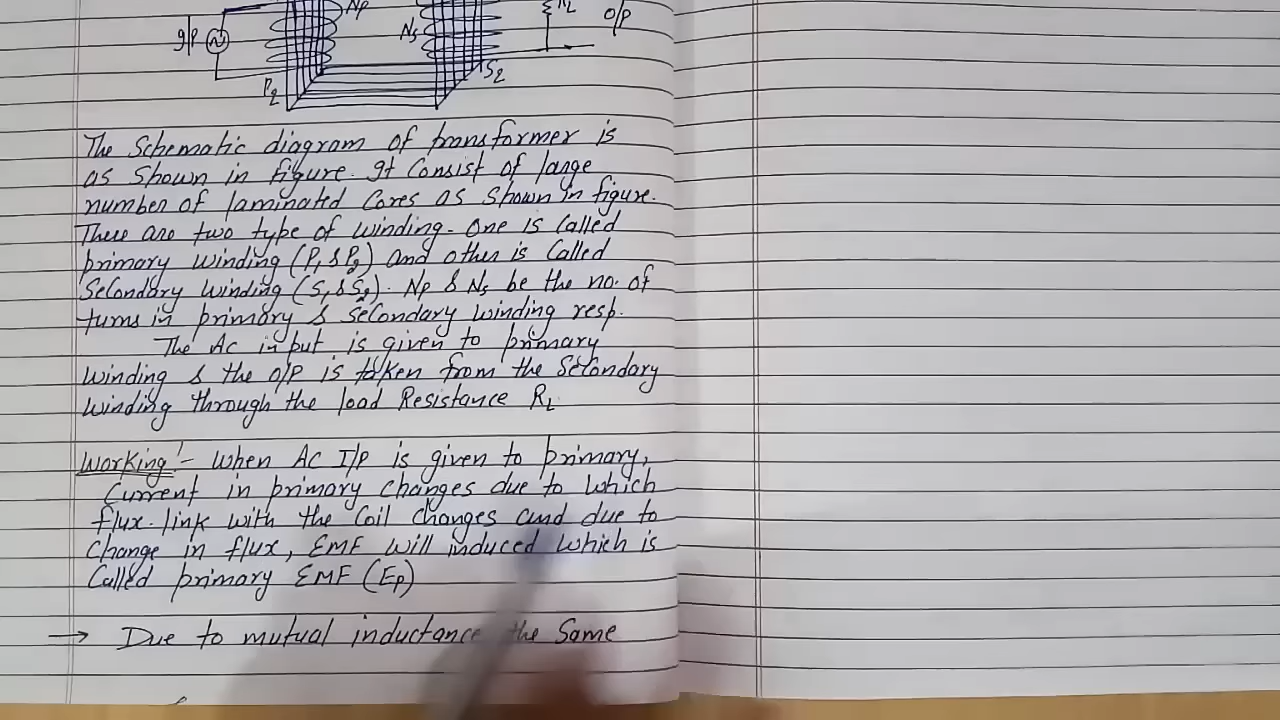 Np
RL
O/P
I/P
Ns
P2
S2
The Schematic diagram of transformer is
as Shown in figure. It Consist of large
number of laminated Cores as Shown in figure.
There are two type of winding. One is Called
primary winding (P1 & P2) and other is Called
Secondary winding (S1 & S2). Np & Ns be the no. of
turns in primary & Secondary winding resp.
The Ac input is given to primary
winding & the O/P is taken from the Secondary
winding through the load Resistance RL
Working :- When AC I/P is given to primary,
Current in primary Changes due to which
flux link with the Coil Changes and due to
Change in flux, EMF will induced which is
Called primary EMF (Ep)
→ Due to mutual inductance the Same